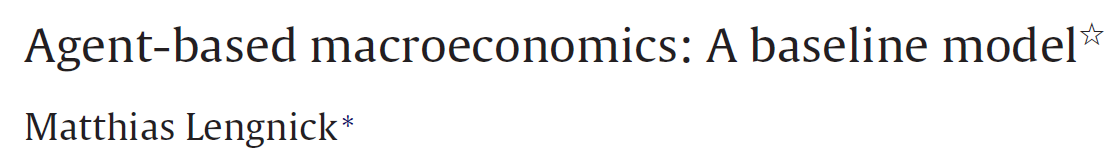 Agent-based macroeconomics: A baseline model☆
Matthias Lengnick*